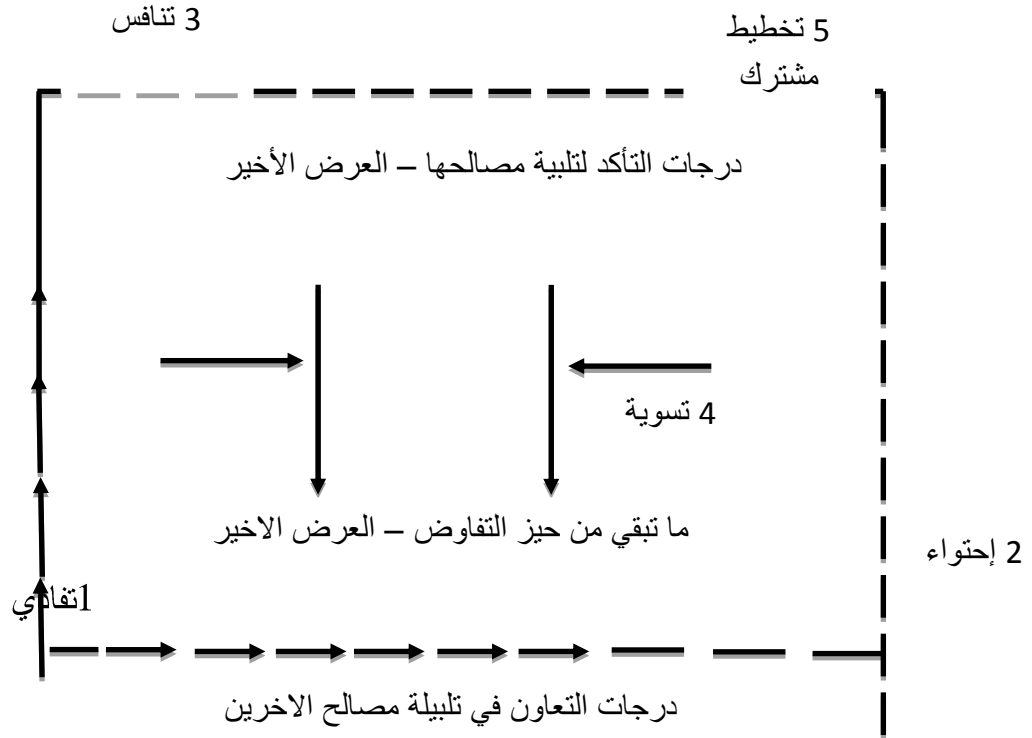 3 تنافس
5 تخطيط
مشترك
درجات التأكد لتلبية مصالحها – العرض الأخير
4 تسوية
ما تبقي من حيز التفاوض – العرض الاخير
2 إحتواء
1تفادي
درجات التعاون في تلبيلة مصالح الاخرين